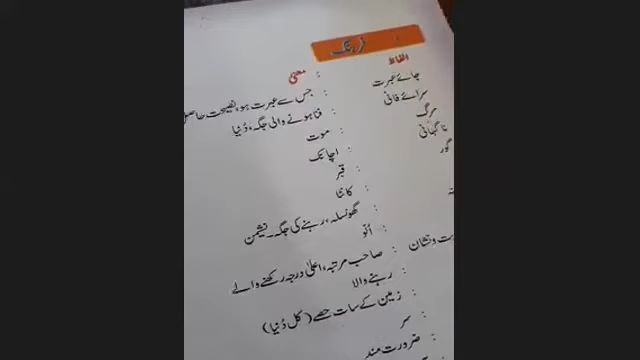 فرہنگ
الفاظ : معنی
جائے عبرت : جس سے عبرت ہو، نصیحت حاصل
سرائے فانی : فنا ہونے والی جگہ، دُنیا
مرگ : موت
ناگہانی : اچانک
گور : قبر
: کانٹا
: گھونسلہ، رہنے کی جگہ۔ نشیمن
: اُلّو
ونشان : صاحب مرتبہ، اعلیٰ درجہ رکھنے والے
: رہنے والا
: زمین کے سات حصے (کل دُنیا)
: سر
: ضرورت مند